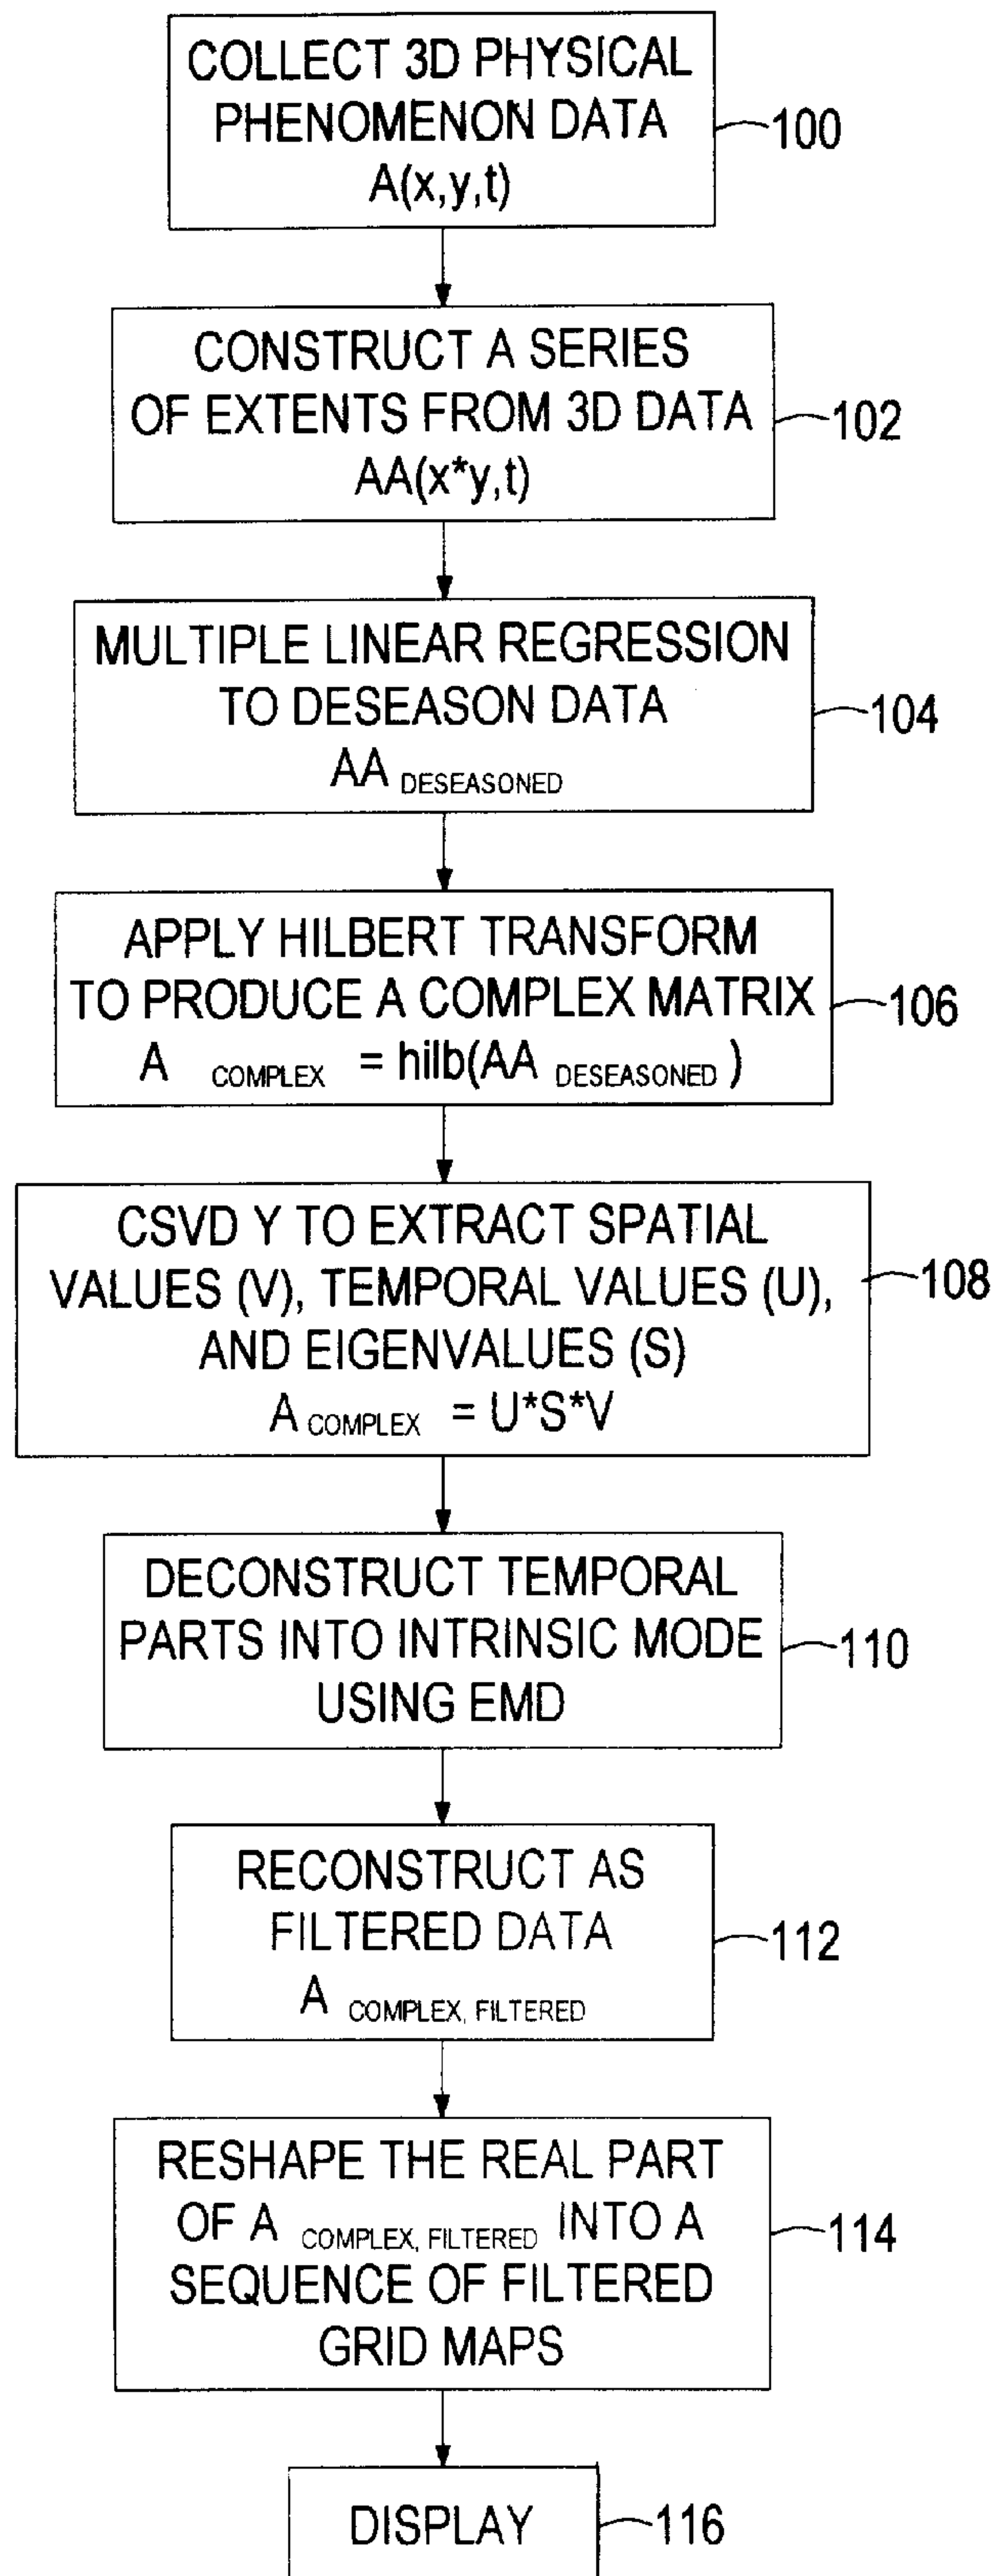 COLLECT 3D PHYSICAL
PHENOMENON DATA
A(x,y,t)
100
CONSTRUCT A SERIES
OF EXTENTS FROM 3D DATA
AA(x*y,t)
102
MULTIPLE LINEAR REGRESSION
TO DESEASON DATA
AA DESEASONED
104
APPLY HILBERT TRANSFORM
TO PRODUCE A COMPLEX MATRIX
A COMPLEX = hilb(AA DESEASONED )
106
CSVD Y TO EXTRACT SPATIAL
VALUES (V), TEMPORAL VALUES (U),
AND EIGENVALUES (S)
A COMPLEX = U*S*V
108
DECONSTRUCT TEMPORAL
PARTS INTO INTRINSIC MODE
USING EMD
110
RECONSTRUCT AS
FILTERED DATA
A COMPLEX, FILTERED
112
RESHAPE THE REAL PART
OF A COMPLEX, FILTERED INTO A
SEQUENCE OF FILTERED
GRID MAPS
114
DISPLAY
116